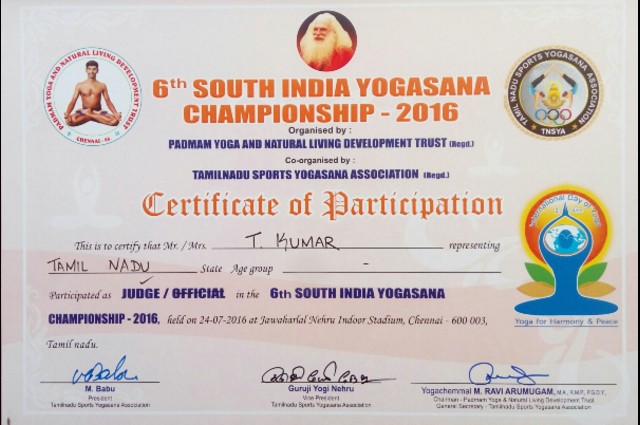 6th SOUTH INDIA YOGASANA
CHAMPIONSHIP - 2016
PADMAM YOGA AND NATURAL LIVING DEVELOPMENT TRUST
CHENNAI
TAMIL NADU SPORTS YOGASANA ASSOCIATION
TNSYA
Organised by :
PADMAM YOGA AND NATURAL LIVING DEVELOPMENT TRUST (Regd.)
Co-organised by :
TAMILNADU SPORTS YOGASANA ASSOCIATION (Regd.)
Certificate of Participation
International Day of Yoga
This is to certify that Mr. / Mrs. T. KUMAR representing
TAMIL NADU State Age group -
Participated as JUDGE / OFFICIAL in the 6th SOUTH INDIA YOGASANA
CHAMPIONSHIP - 2016, held on 24-07-2016 at Jawaharlal Nehru Indoor Stadium, Chennai - 600 003,
Tamil nadu.
Yoga for Harmony & Peace
M. Babu
President
Tamilnadu Sports Yogasana Association
Guruji Yogi Nehru
Vice President
Tamilnadu Sports Yogasana Association
Yogachemmal M. RAVI ARUMUGAM, M.A., R.M.P., P.G.D.Y.,
Chairman - Padmam Yoga & Natural Living Development Trust
General Secretary - Tamilnadu Sports Yogasana Association